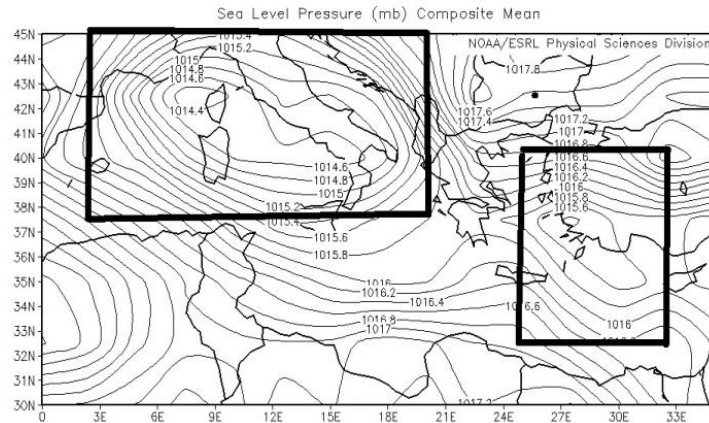 Sea Level Pressure (mb) Composite Mean
NOAA/ESRL Physical Sciences Division
45N
44N
43N
42N
41N
40N
39N
38N
37N
36N
35N
34N
33N
32N
31N
30N
1015.4
1015.2
1015
1014.8
1014.6
1014.4
1014.6
1014.8
1015
1015.2
1015.4
1015.6
1015.8
1016
1016.2
1016.4
1016.6
1016.8
1017
1017.2
1017.8
1017.6
1017.4
1017.2
1017
1016.8
1016.6
1016.4
1016.2
1016
1015.8
1015.6
1016
0 3E 6E 9E 12E 15E 18E 21E 24E 27E 30E 33E